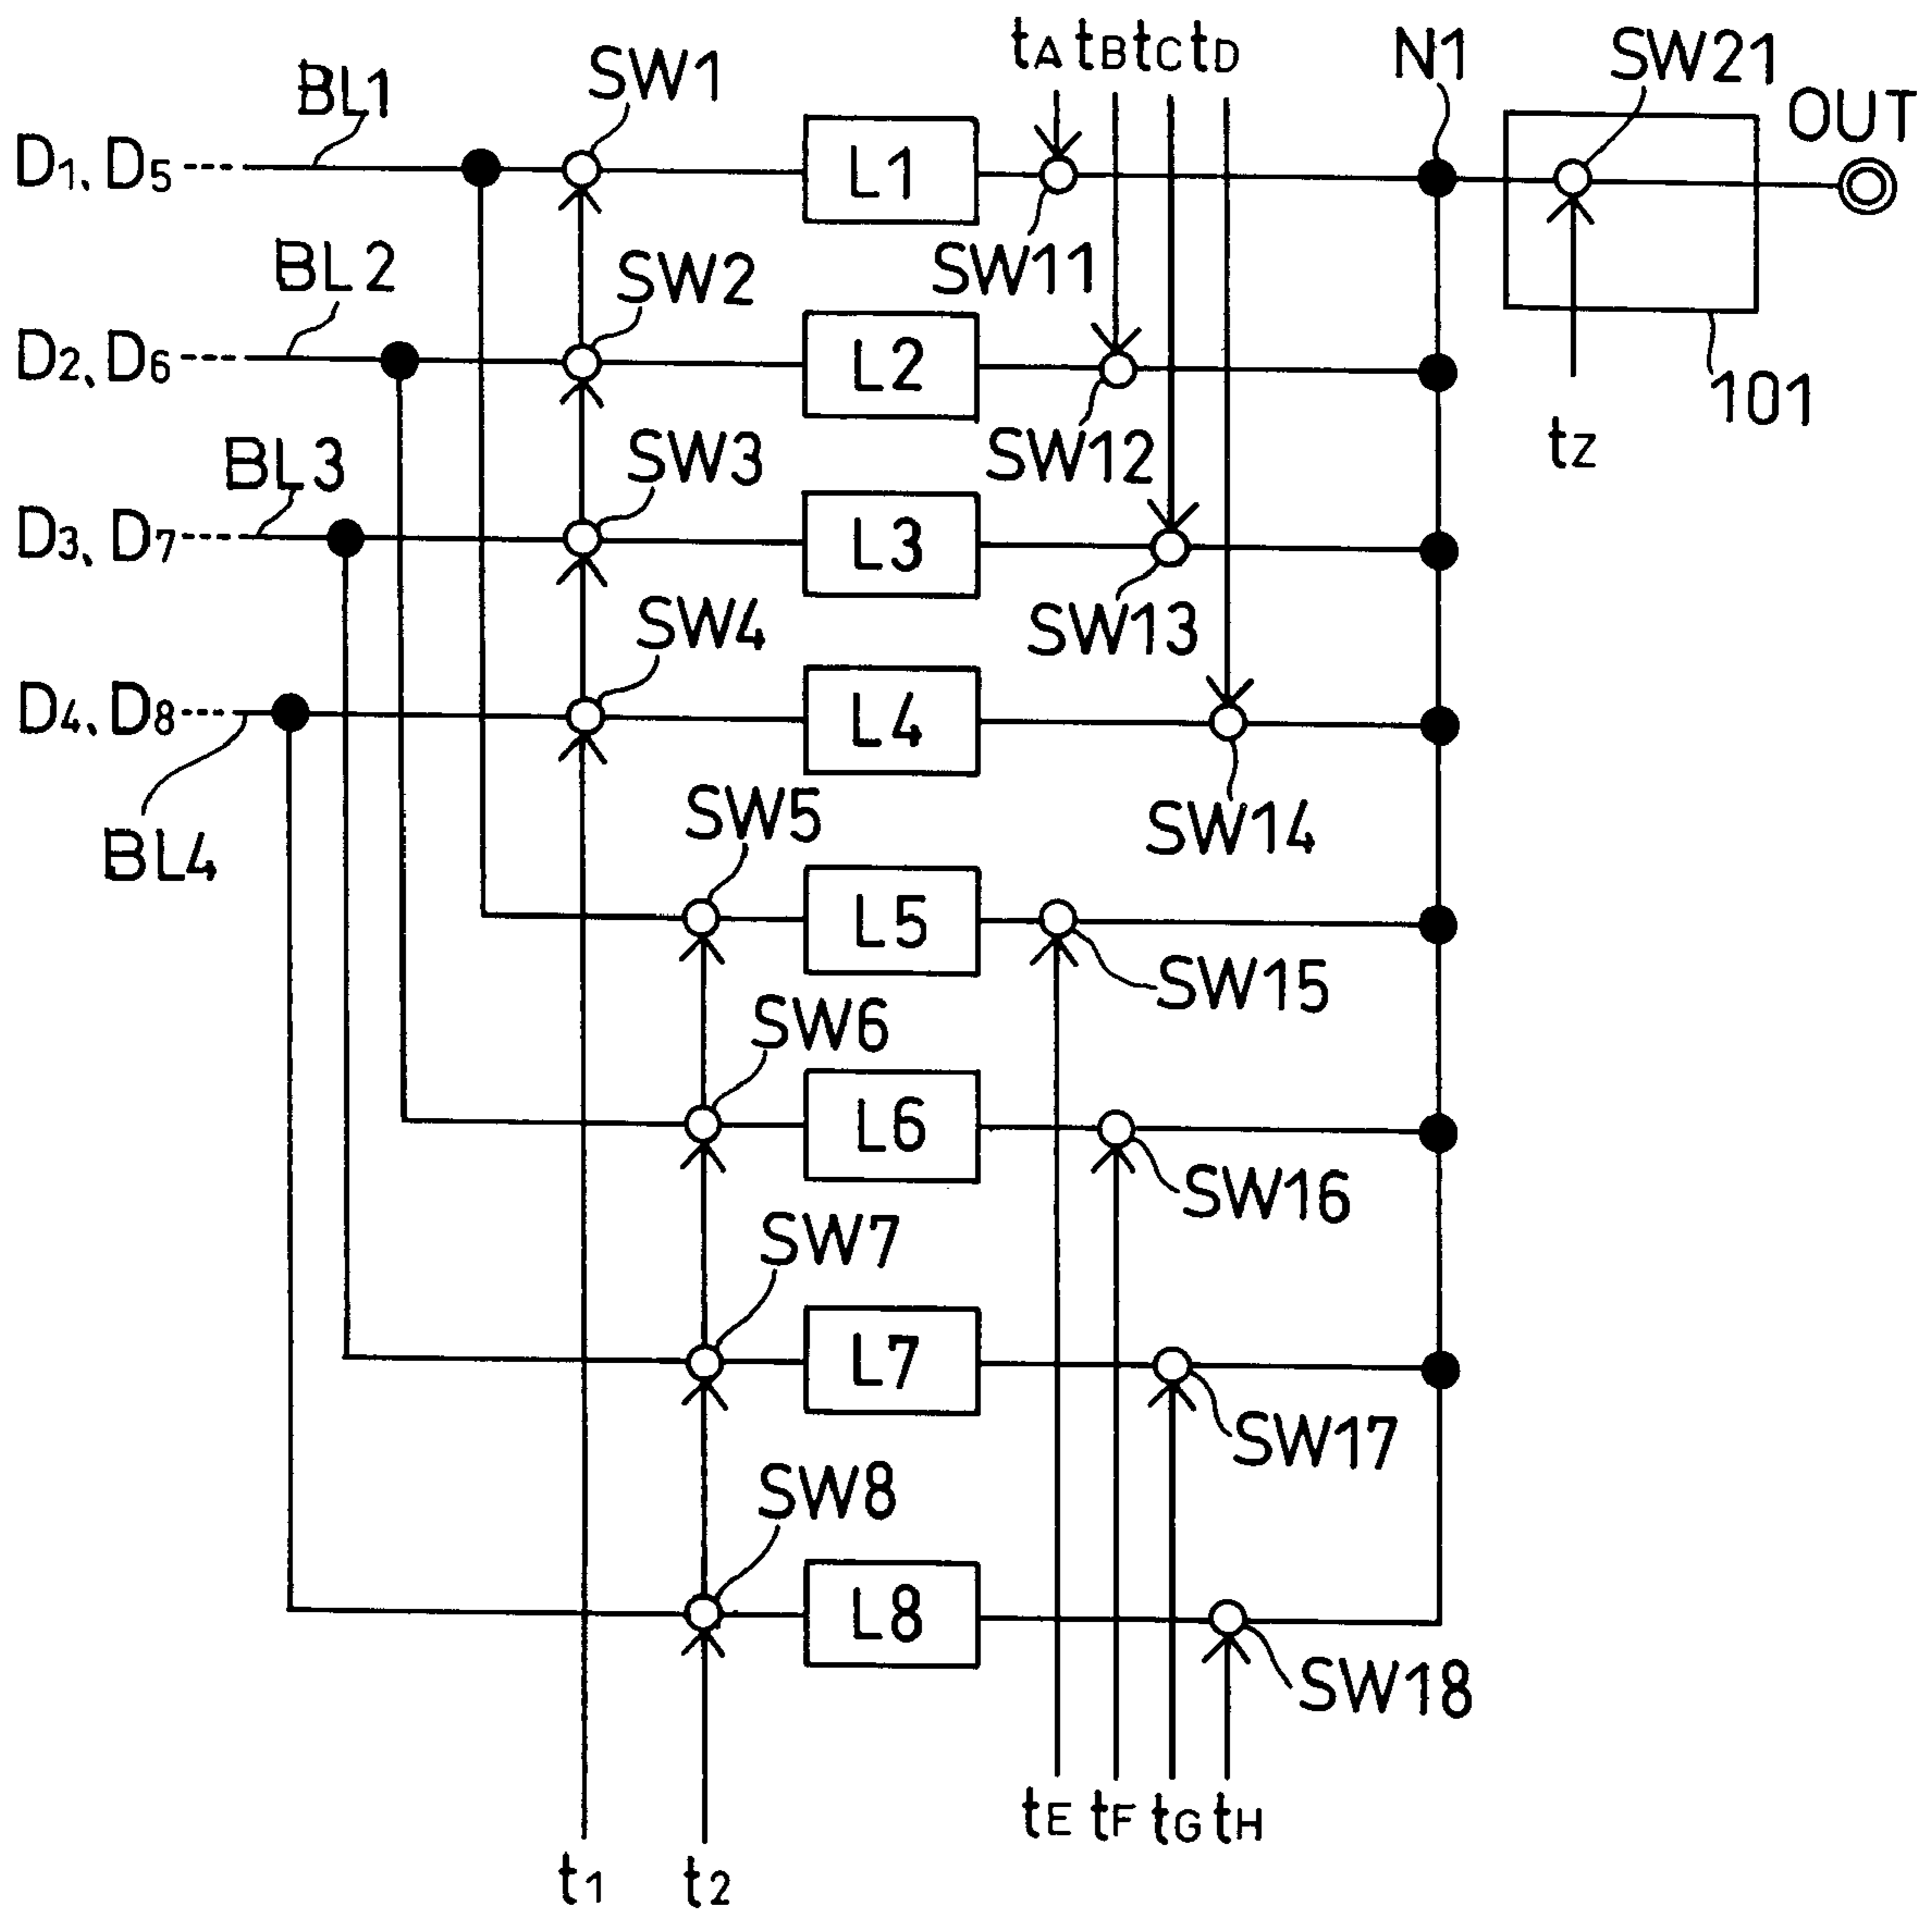 tA tB tC tD
N1
SW21
OUT
BL1
SW1
D1, D5
L1
SW11
BL2
SW2
D2, D6
L2
101
tZ
BL3
SW3
SW12
D3, D7
L3
SW4
SW13
D4, D8
L4
SW5
SW14
BL4
L5
SW15
SW6
L6
SW16
SW7
L7
SW17
SW8
L8
SW18
tE tF tG tH
t1 t2